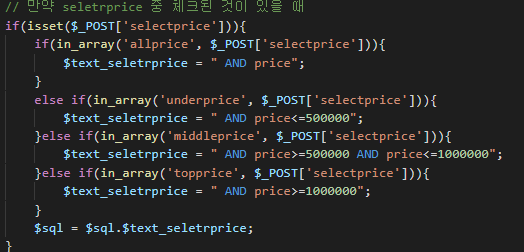 // 만약 seletrprice 중 체크된 것이 있을 때
if(isset($_POST['selectprice'])){
    if(in_array('allprice', $_POST['selectprice'])){
        $text_seletrprice = " AND price";
    }
    else if(in_array('underprice', $_POST['selectprice'])){
        $text_seletrprice = " AND price<=500000";
    }else if(in_array('middleprice', $_POST['selectprice'])){
        $text_seletrprice = " AND price>=500000 AND price<=1000000";
    }else if(in_array('topprice', $_POST['selectprice'])){
        $text_seletrprice = " AND price>=1000000";
    }
    $sql = $sql.$text_seletrprice;
}